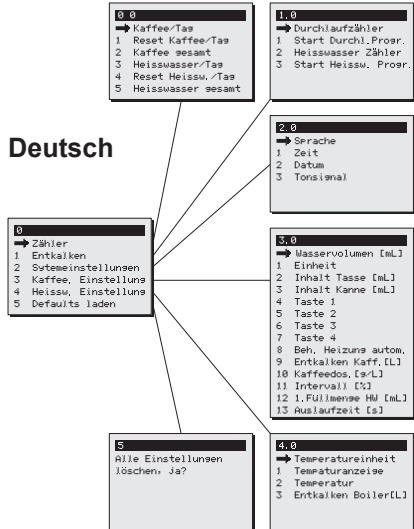 0 0
Kaffee/Tag
1 Reset Kaffee/Tag
2 Kaffee gesamt
3 Heisswasser/Tag
4 Reset Heissw./Tag
5 Heisswasser gesamt
1.0
Durchlaufzähler
1 Start Durchl.Progr.
2 Heisswasser Zähler
3 Start Heissw. Progr.
2.0
Sprache
1 Zeit
2 Datum
3 Tonsignal
Deutsch
0
Zähler
1 Entkalken
2 Sytemeinstellungen
3 Kaffee, Einstellung
4 Heissw, Einstellung
5 Defaults laden
3.0
Wasservolumen [mL]
1 Einheit
2 Inhalt Tasse [mL]
3 Inhalt Kanne [mL]
4 Taste 1
5 Taste 2
6 Taste 3
7 Taste 4
8 Beh. Heizung autom.
9 Entkalken Kaff.[L]
10 Kaffeedos.[g/L]
11 Intervall [%]
12 1.Füllmenge HW [mL]
13 Auslaufzeit [s]
5
Alle Einstellungen
löschen, ja?
4.0
Temperatureinheit
1 Tempaturanzeige
2 Temperatur
3 Entkalken Boiler[L]